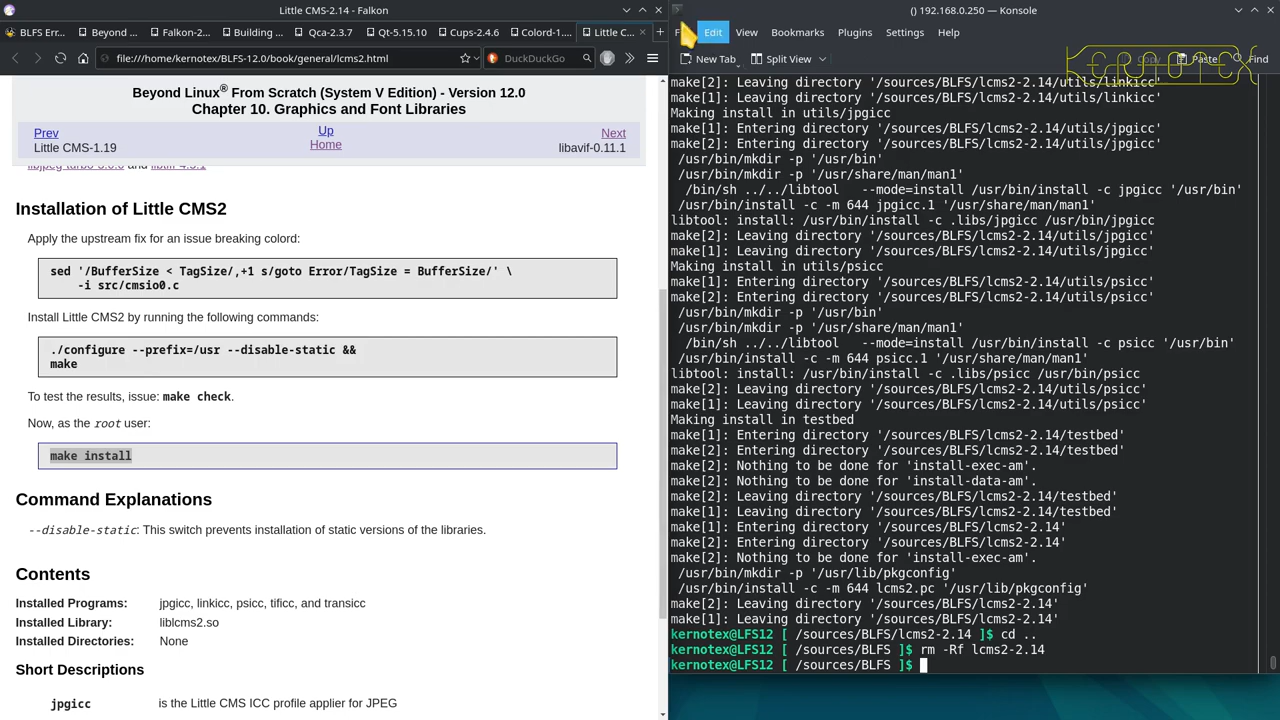 Little CMS-2.14 - Falkon
BLFS Err...
Beyond ...
Falkon-2...
Building ...
Qca-2.3.7
Qt-5.15.10
Cups-2.4.6
Colord-1....
Little C...
file:///home/kernotex/BLFS-12.0/book/general/lcms2.html
DuckDuckGo
Beyond Linux® From Scratch (System V Edition) - Version 12.0
Chapter 10. Graphics and Font Libraries
Prev
Up
Next
Little CMS-1.19
Home
libavif-0.11.1
libjpeg-turbo-3.0.0 and libtiff-4.5.1
Installation of Little CMS2
Apply the upstream fix for an issue breaking colord:
sed '/BufferSize < TagSize/,+1 s/goto Error/TagSize = BufferSize/' \
-i src/cmsio0.c
Install Little CMS2 by running the following commands:
./configure --prefix=/usr --disable-static &&
make
To test the results, issue: make check.
Now, as the root user:
make install
Command Explanations
--disable-static: This switch prevents installation of static versions of the libraries.
Contents
Installed Programs: jpgicc, linkicc, psicc, tificc, and transicc
Installed Library: liblcms2.so
Installed Directories: None
Short Descriptions
jpgicc is the Little CMS ICC profile applier for JPEG
() 192.168.0.250 — Konsole
Edit View Bookmarks Plugins Settings Help
New Tab Split View Copy Paste Find
KERNOTEX
make[2]: Leaving directory '/sources/BLFS/lcms2-2.14/utils/linkicc'
make[1]: Leaving directory '/sources/BLFS/lcms2-2.14/utils/linkicc'
Making install in utils/jpgicc
make[1]: Entering directory '/sources/BLFS/lcms2-2.14/utils/jpgicc'
make[2]: Entering directory '/sources/BLFS/lcms2-2.14/utils/jpgicc'
/usr/bin/mkdir -p '/usr/bin'
/usr/bin/mkdir -p '/usr/share/man/man1'
/bin/sh ../../libtool --mode=install /usr/bin/install -c jpgicc '/usr/bin'
/usr/bin/install -c -m 644 jpgicc.1 '/usr/share/man/man1'
libtool: install: /usr/bin/install -c .libs/jpgicc /usr/bin/jpgicc
make[2]: Leaving directory '/sources/BLFS/lcms2-2.14/utils/jpgicc'
make[1]: Leaving directory '/sources/BLFS/lcms2-2.14/utils/jpgicc'
Making install in utils/psicc
make[1]: Entering directory '/sources/BLFS/lcms2-2.14/utils/psicc'
make[2]: Entering directory '/sources/BLFS/lcms2-2.14/utils/psicc'
/usr/bin/mkdir -p '/usr/bin'
/usr/bin/mkdir -p '/usr/share/man/man1'
/bin/sh ../../libtool --mode=install /usr/bin/install -c psicc '/usr/bin'
/usr/bin/install -c -m 644 psicc.1 '/usr/share/man/man1'
libtool: install: /usr/bin/install -c .libs/psicc /usr/bin/psicc
make[2]: Leaving directory '/sources/BLFS/lcms2-2.14/utils/psicc'
make[1]: Leaving directory '/sources/BLFS/lcms2-2.14/utils/psicc'
Making install in testbed
make[1]: Entering directory '/sources/BLFS/lcms2-2.14/testbed'
make[2]: Entering directory '/sources/BLFS/lcms2-2.14/testbed'
make[2]: Nothing to be done for 'install-exec-am'.
make[2]: Nothing to be done for 'install-data-am'.
make[2]: Leaving directory '/sources/BLFS/lcms2-2.14/testbed'
make[1]: Leaving directory '/sources/BLFS/lcms2-2.14/testbed'
make[1]: Entering directory '/sources/BLFS/lcms2-2.14'
make[2]: Entering directory '/sources/BLFS/lcms2-2.14'
make[2]: Nothing to be done for 'install-exec-am'.
/usr/bin/mkdir -p '/usr/lib/pkgconfig'
/usr/bin/install -c -m 644 lcms2.pc '/usr/lib/pkgconfig'
make[2]: Leaving directory '/sources/BLFS/lcms2-2.14'
make[1]: Leaving directory '/sources/BLFS/lcms2-2.14'
kernotex@LFS12 [ /sources/BLFS/lcms2-2.14 ]$ cd ..
kernotex@LFS12 [ /sources/BLFS ]$ rm -Rf lcms2-2.14
kernotex@LFS12 [ /sources/BLFS ]$